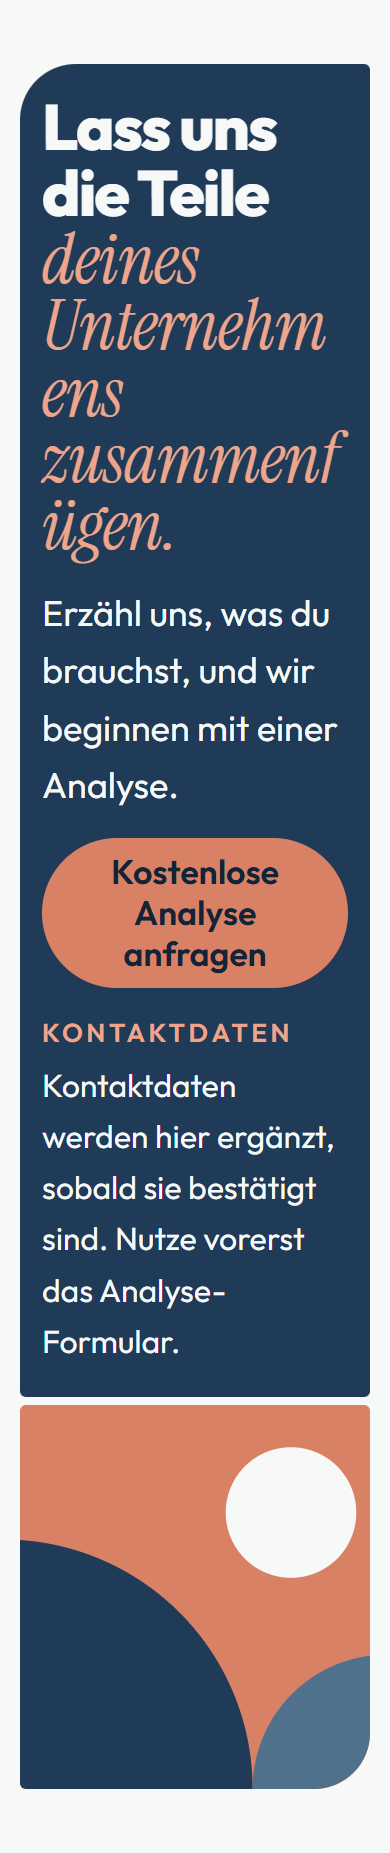 Lass uns
die Teile
deines
Unternehm
ens
zusammenf
ügen.
Erzähl uns, was du
brauchst, und wir
beginnen mit einer
Analyse.
Kostenlose
Analyse
anfragen
KONTAKTDATEN
Kontaktdaten
werden hier ergänzt,
sobald sie bestätigt
sind. Nutze vorerst
das Analyse-
Formular.